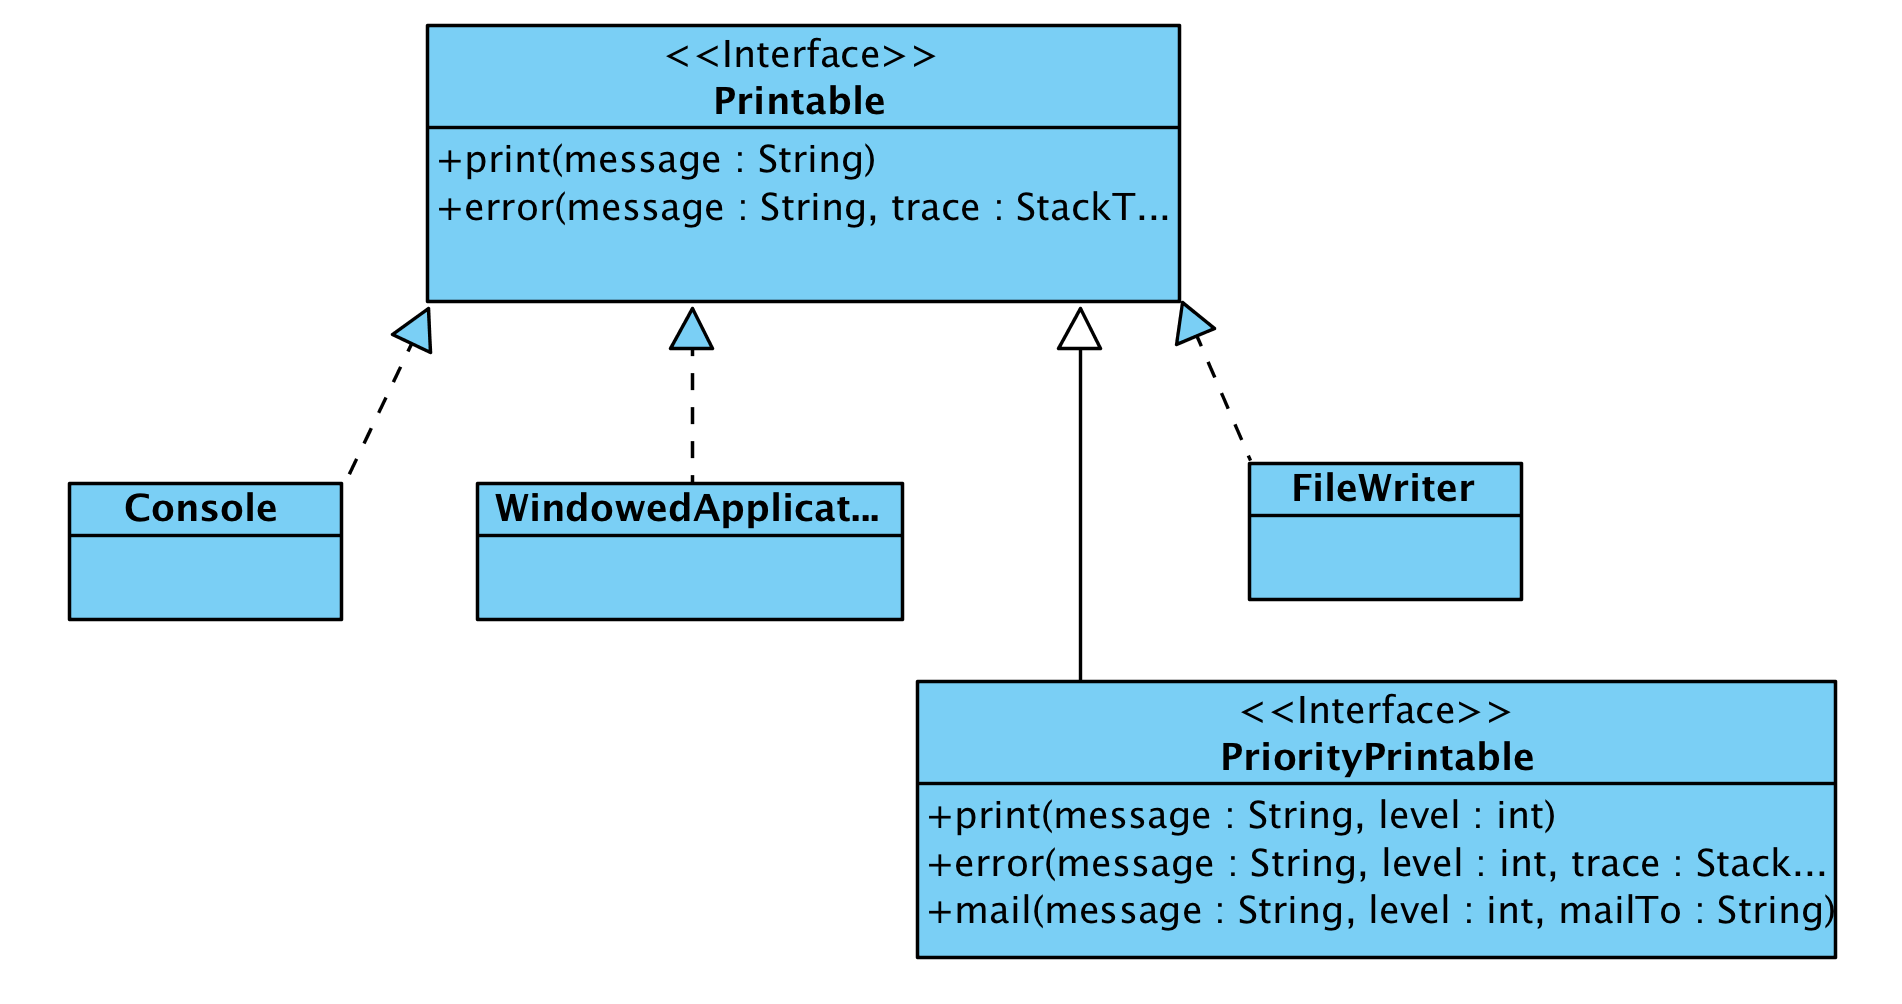 <<Interface>>
Printable
+print(message : String)
+error(message : String, trace : StackT...
Console
WindowedApplicat...
FileWriter
<<Interface>>
PriorityPrintable
+print(message : String, level : int)
+error(message : String, level : int, trace : Stack...
+mail(message : String, level : int, mailTo : String)